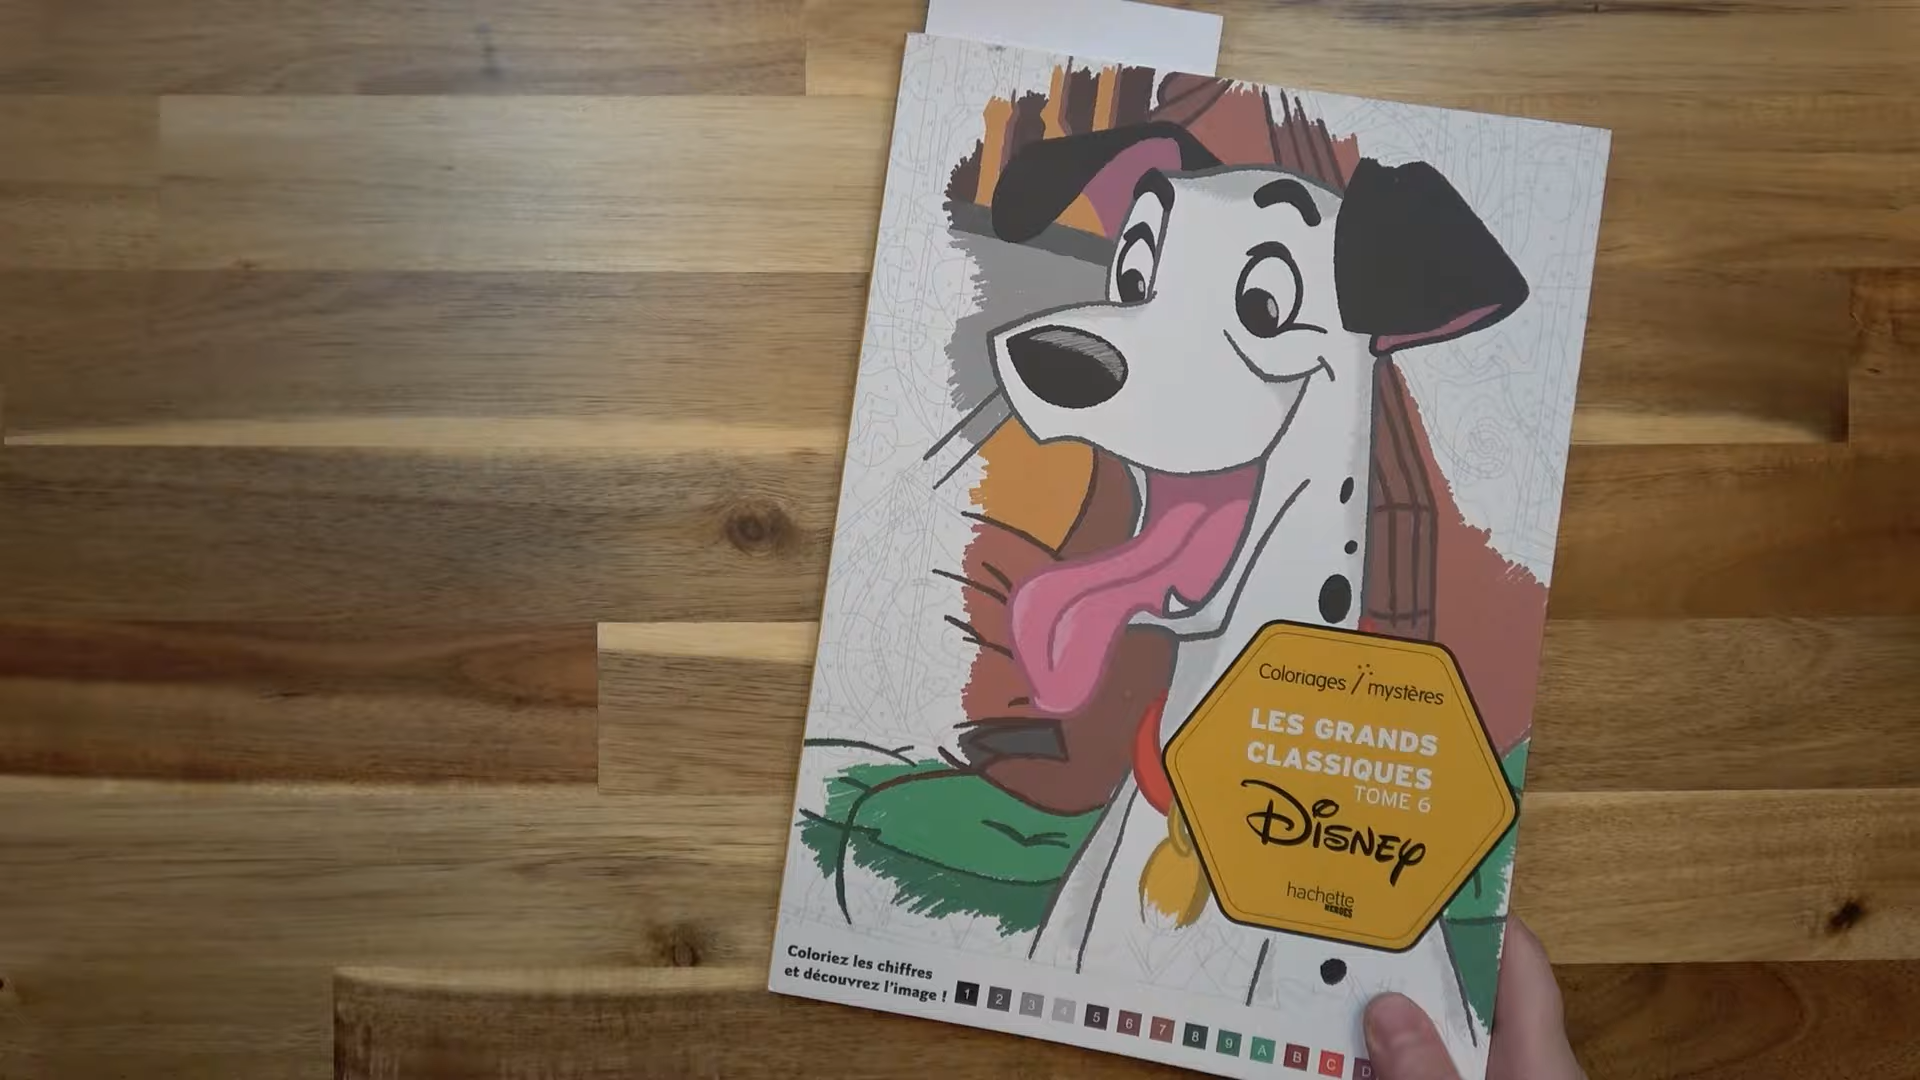 Coloriages mystères
LES GRANDS
CLASSIQUES
TOME 6
Disney
hachette
HEROES
Coloriez les chiffres
et découvrez l'image !
1 2 3 4 5 6 7 8 9 A B C D